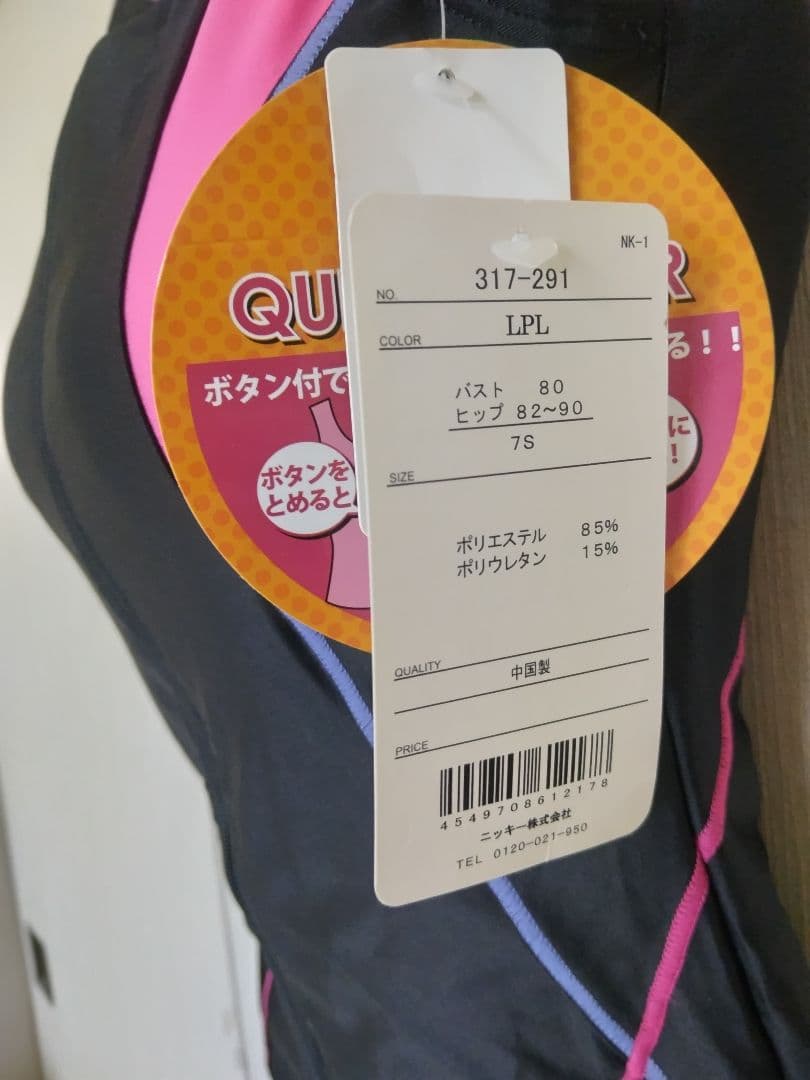 NK-1
NO. 317-291
COLOR LPL
バスト 80
ヒップ 82~90
7S
SIZE
ポリエステル 85%
ポリウレタン 15%
QUALITY 中国製
PRICE
4549708612178
ニッキー株式会社
TEL 0120-021-950
QU
R
ボタン付で
る!!
ボタンを
とめると
に
!